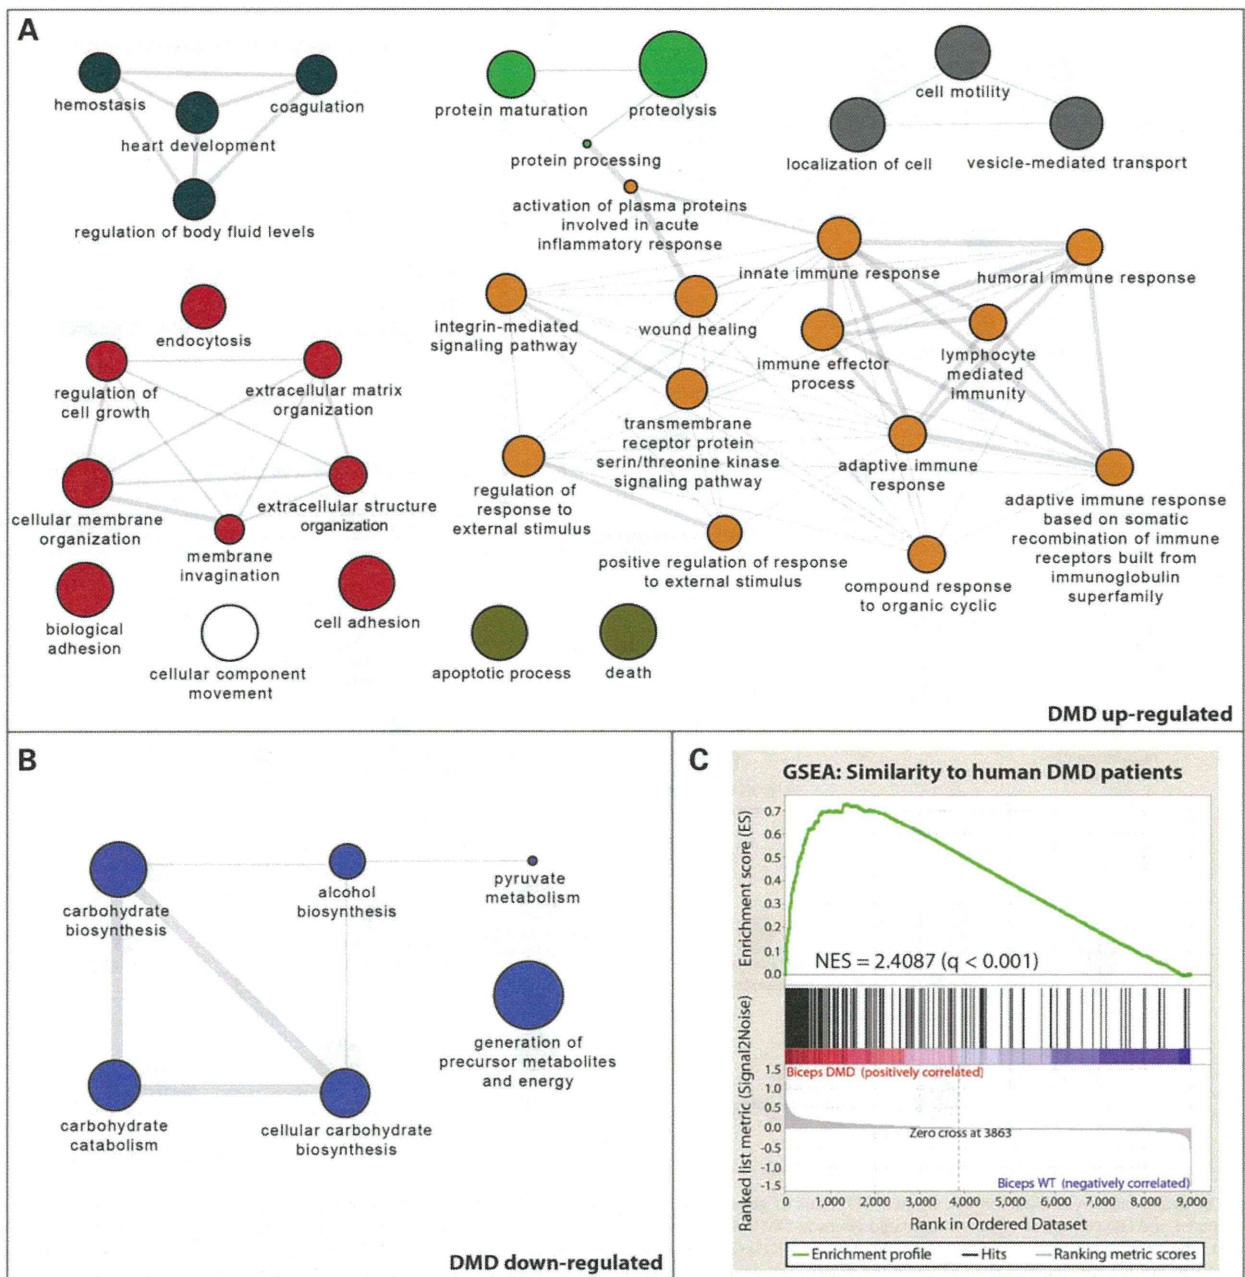 A
hemostasis
coagulation
heart development
regulation of body fluid levels
protein maturation
proteolysis
protein processing
activation of plasma proteins
involved in acute
inflammatory response
cell motility
localization of cell
vesicle-mediated transport
innate immune response
humoral immune response
integrin-mediated
signaling pathway
wound healing
immune effector
process
lymphocyte
mediated
immunity
transmembrane
receptor protein
serin/threonine kinase
signaling pathway
adaptive immune
response
regulation of
response to
external stimulus
positive regulation of response
to external stimulus
compound response
to organic cyclic
adaptive immune response
based on somatic
recombination of immune
receptors built from
immunoglobulin
superfamily
endocytosis
regulation of
cell growth
extracellular matrix
organization
cellular membrane
organization
extracellular structure
organization
membrane
invagination
biological
adhesion
cell adhesion
cellular component
movement
apoptotic process
death
DMD up-regulated
B
carbohydrate
biosynthesis
alcohol
biosynthesis
pyruvate
metabolism
generation of
precursor metabolites
and energy
carbohydrate
catabolism
cellular carbohydrate
biosynthesis
DMD down-regulated
C
GSEA: Similarity to human DMD patients
Enrichment score (ES)
0.7
0.6
0.5
0.4
0.3
0.2
0.1
0.0
NES = 2.4087 (q < 0.001)
Ranked list metric (Signal2Noise)
Biceps DMD (positively correlated)
1.5
1.0
0.5
0.0
-0.5
-1.0
-1.5
Zero cross at 3863
Biceps WT (negatively correlated)
0 1,000 2,000 3,000 4,000 5,000 6,000 7,000 8,000 9,000
Rank in Ordered Dataset
Enrichment profile Hits Ranking metric scores